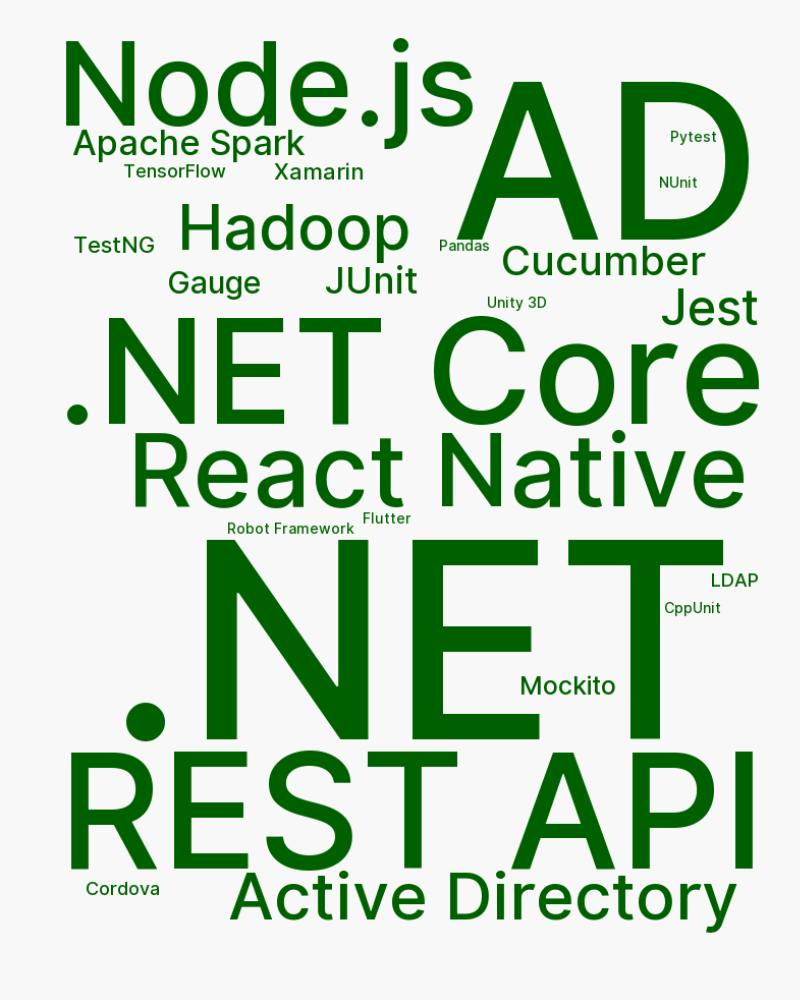 Node.js
AD
Pytest
Apache Spark
TensorFlow
Xamarin
NUnit
Hadoop
TestNG
Pandas
Cucumber
Gauge
JUnit
Unity 3D
Jest
.NET Core
React Native
Flutter
Robot Framework
.NET
LDAP
CppUnit
Mockito
REST API
Cordova
Active Directory